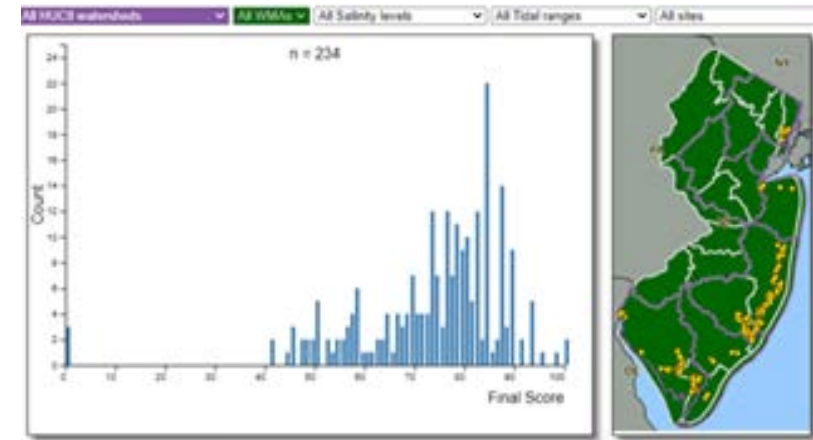 All HUC8 watersheds All WMAs All Salinity levels All Tidal ranges All sites
n = 234
24
22
20
18
16
14
12
10
8
6
4
2
0
Count
0 10 20 30 40 50 60 70 80 90 100
Final Score